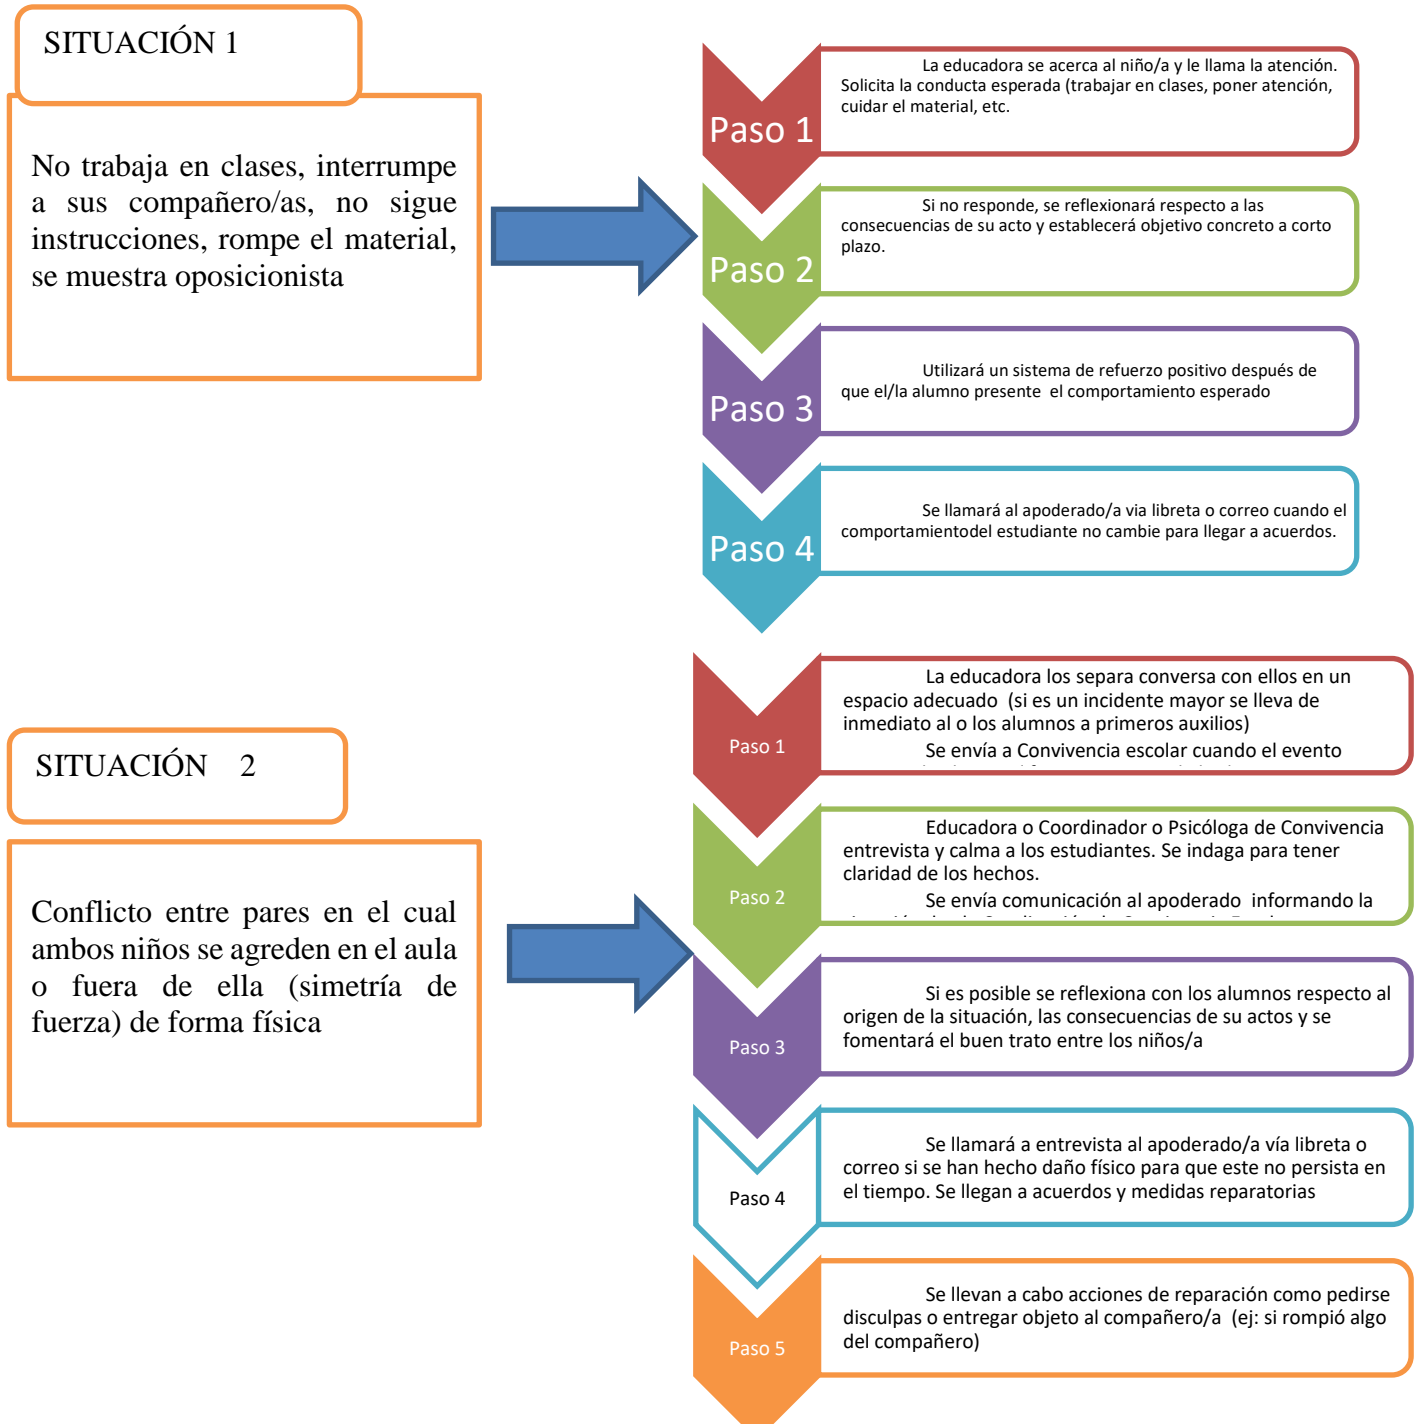 SITUACIÓN 1
No trabaja en clases, interrumpe
a sus compañero/as, no sigue
instrucciones, rompe el material,
se muestra oposicionista
Paso 1
La educadora se acerca al niño/a y le llama la atención.
Solicita la conducta esperada (trabajar en clases, poner atención,
cuidar el material, etc.
Paso 2
Si no responde, se reflexionará respecto a las
consecuencias de su acto y establecerá objetivo concreto a corto
plazo.
Paso 3
Utilizará un sistema de refuerzo positivo después de
que el/la alumno presente el comportamiento esperado
Paso 4
Se llamará al apoderado/a via libreta o correo cuando el
comportamientodel estudiante no cambie para llegar a acuerdos.
SITUACIÓN 2
Conflicto entre pares en el cual
ambos niños se agreden en el aula
o fuera de ella (simetría de
fuerza) de forma física
Paso 1
La educadora los separa conversa con ellos en un
espacio adecuado (si es un incidente mayor se lleva de
inmediato al o los alumnos a primeros auxilios)
Se envía a Convivencia escolar cuando el evento
Paso 2
Educadora o Coordinador o Psicóloga de Convivencia
entrevista y calma a los estudiantes. Se indaga para tener
claridad de los hechos.
Se envía comunicación al apoderado informando la
Paso 3
Si es posible se reflexiona con los alumnos respecto al
origen de la situación, las consecuencias de su actos y se
fomentará el buen trato entre los niños/a
Paso 4
Se llamará a entrevista al apoderado/a vía libreta o
correo si se han hecho daño físico para que este no persista en
el tiempo. Se llegan a acuerdos y medidas reparatorias
Paso 5
Se llevan a cabo acciones de reparación como pedirse
disculpas o entregar objeto al compañero/a (ej: si rompió algo
del compañero)